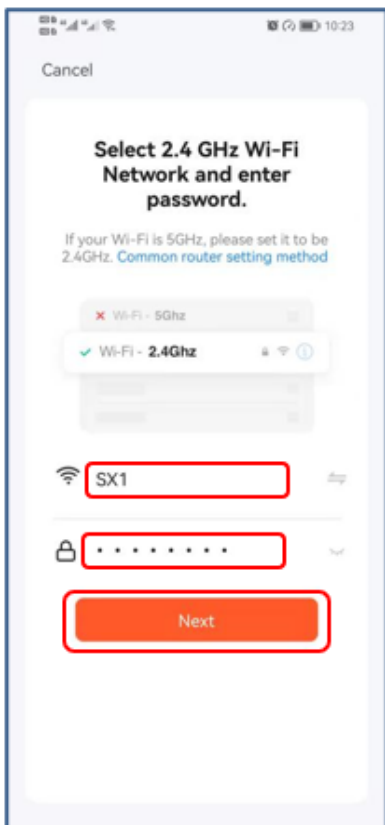 10:23
Cancel
Select 2.4 GHz Wi-Fi
Network and enter
password.
If your Wi-Fi is 5GHz, please set it to be
2.4GHz. Common router setting method
Wi-Fi - 5Ghz
Wi-Fi - 2.4Ghz
SX1
Next